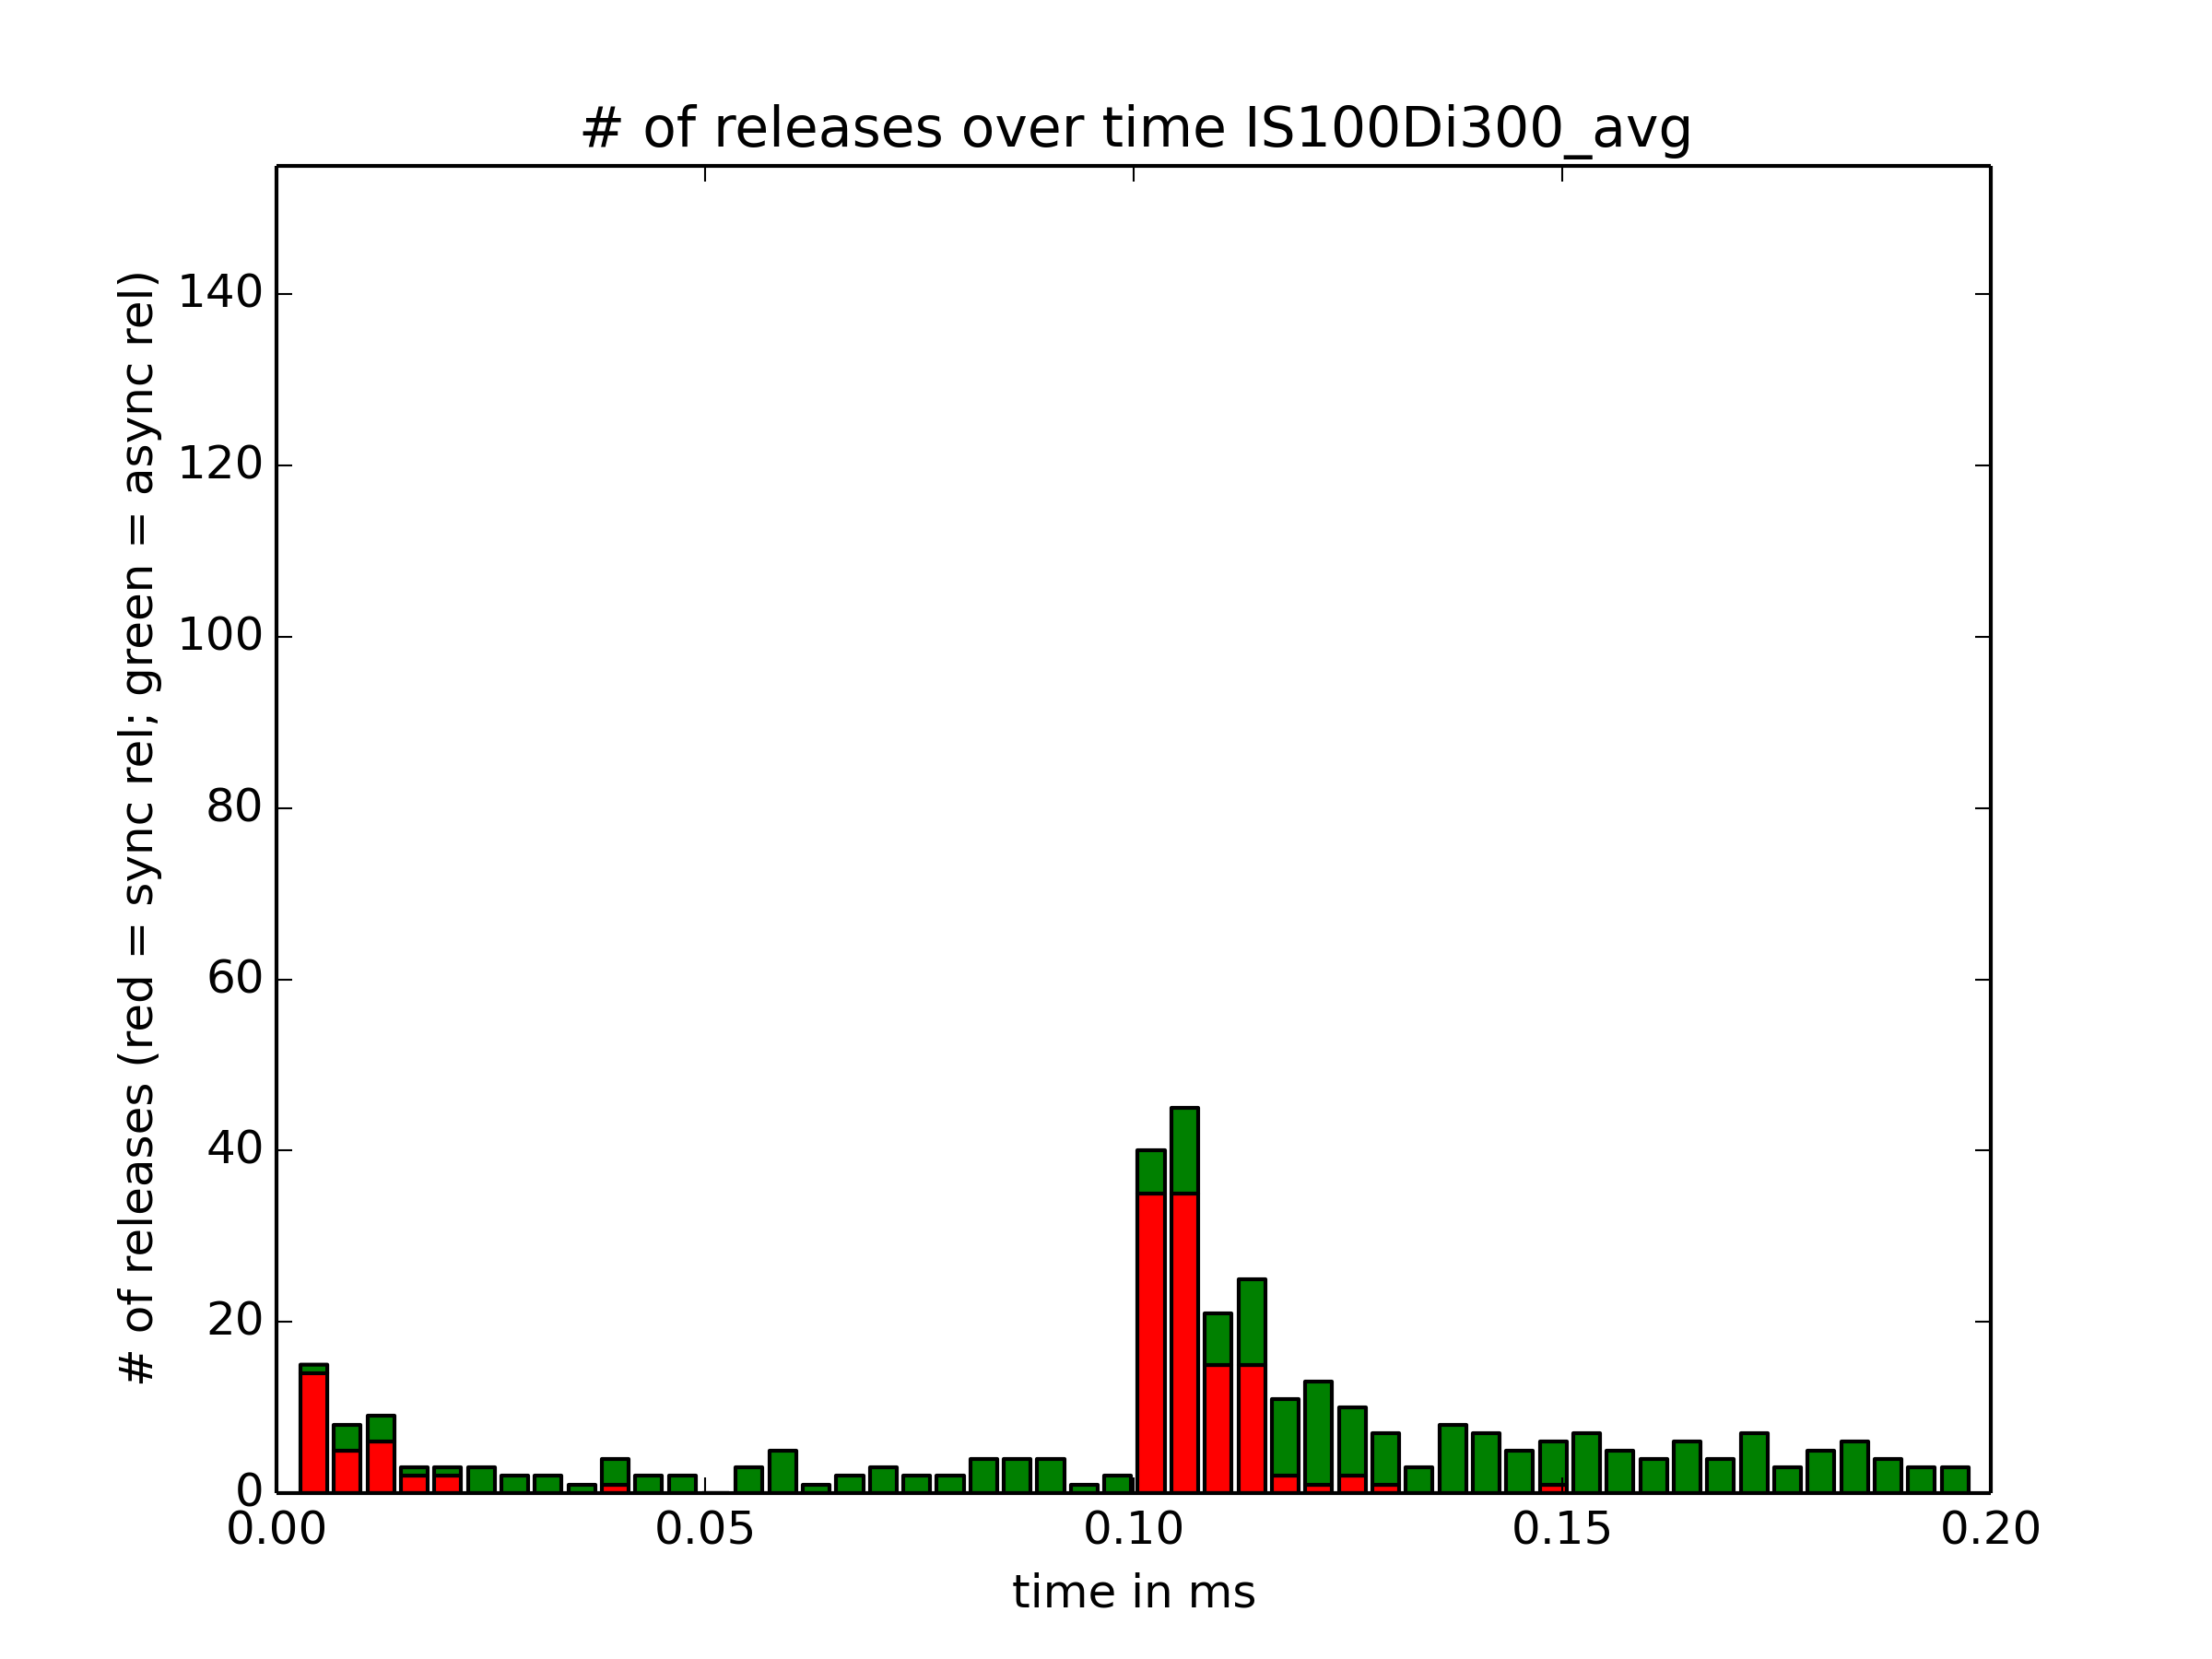 # of releases over time IS100Di300_avg
# of releases (red = sync rel; green = async rel)
140
120
100
80
60
40
20
0
0.00 0.05 0.10 0.15 0.20
time in ms